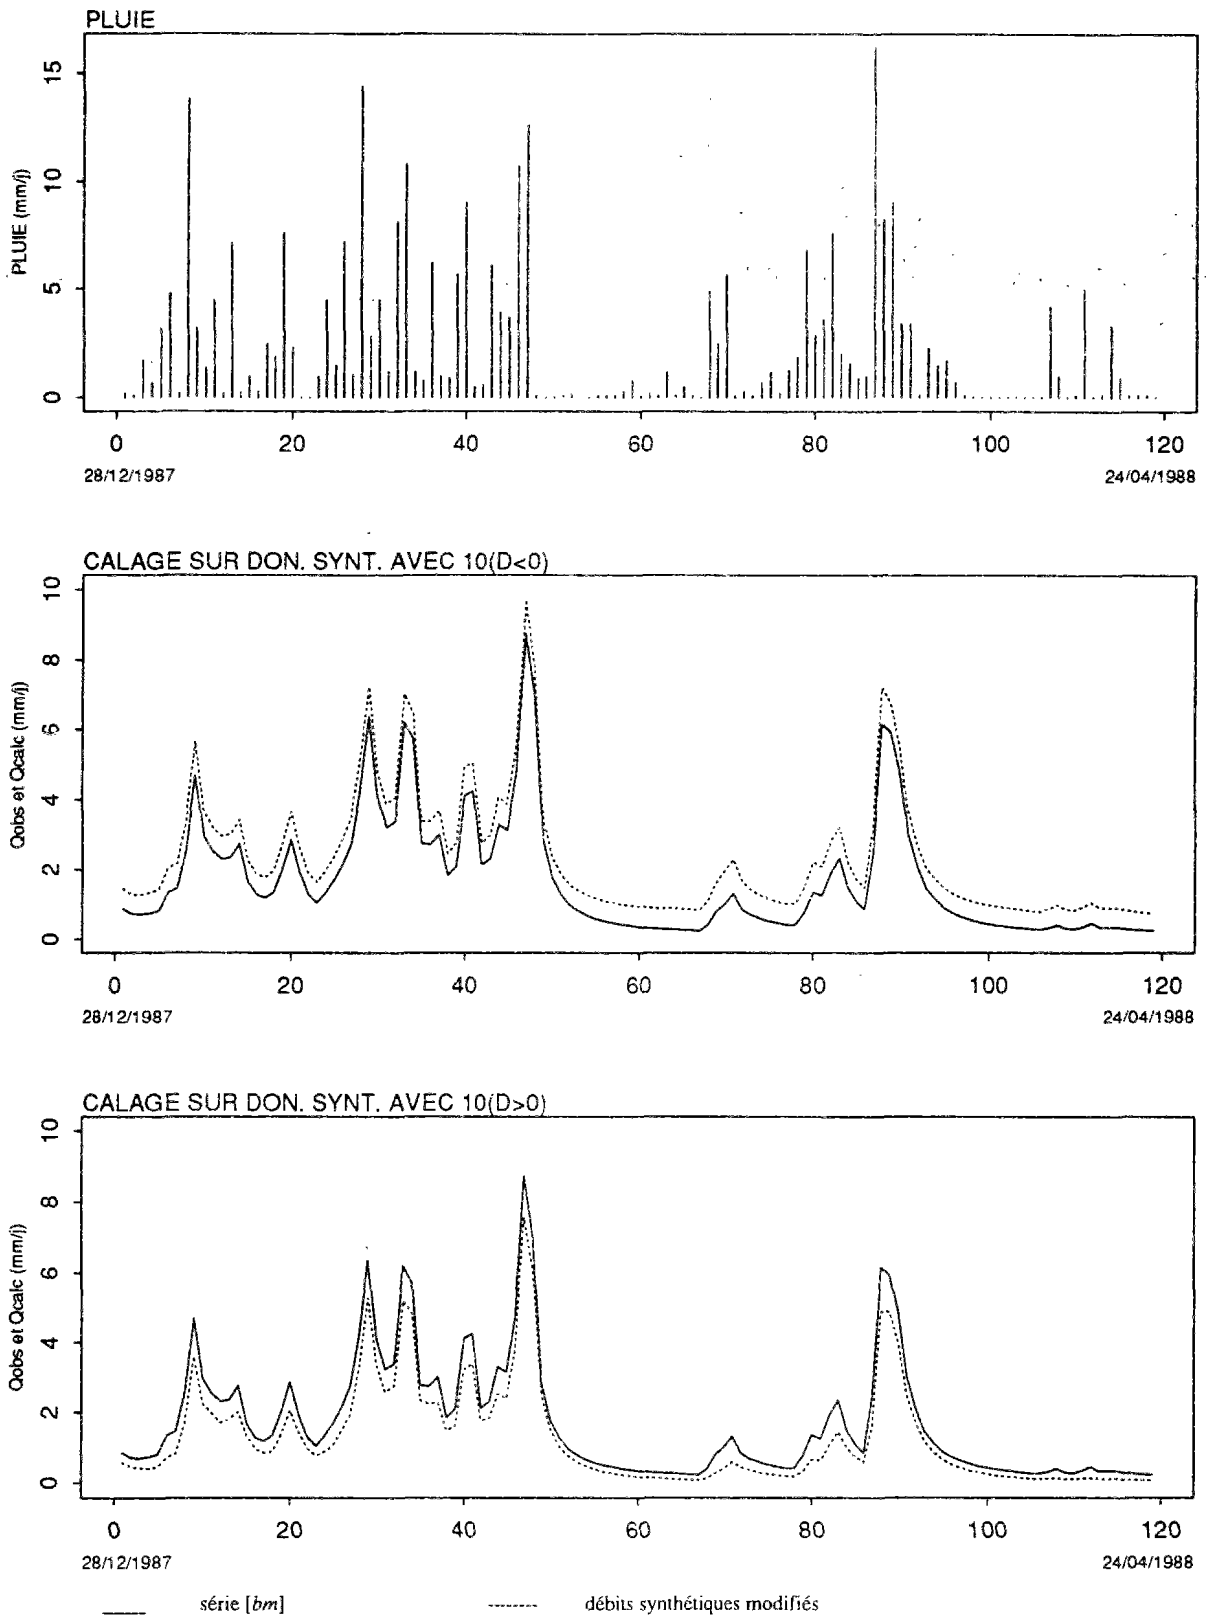 PLUIE
PLUIE (mm/j)
15
10
5
0
0 20 40 60 80 100 120
28/12/1987 24/04/1988
CALAGE SUR DON. SYNT. AVEC 10(D<0)
Qobs et Qcalc (mm/j)
10
8
6
4
2
0
0 20 40 60 80 100 120
28/12/1987 24/04/1988
CALAGE SUR DON. SYNT. AVEC 10(D>0)
Qobs et Qcalc (mm/j)
10
8
6
4
2
0
0 20 40 60 80 100 120
28/12/1987 24/04/1988
série [bm] débits synthétiques modifiés